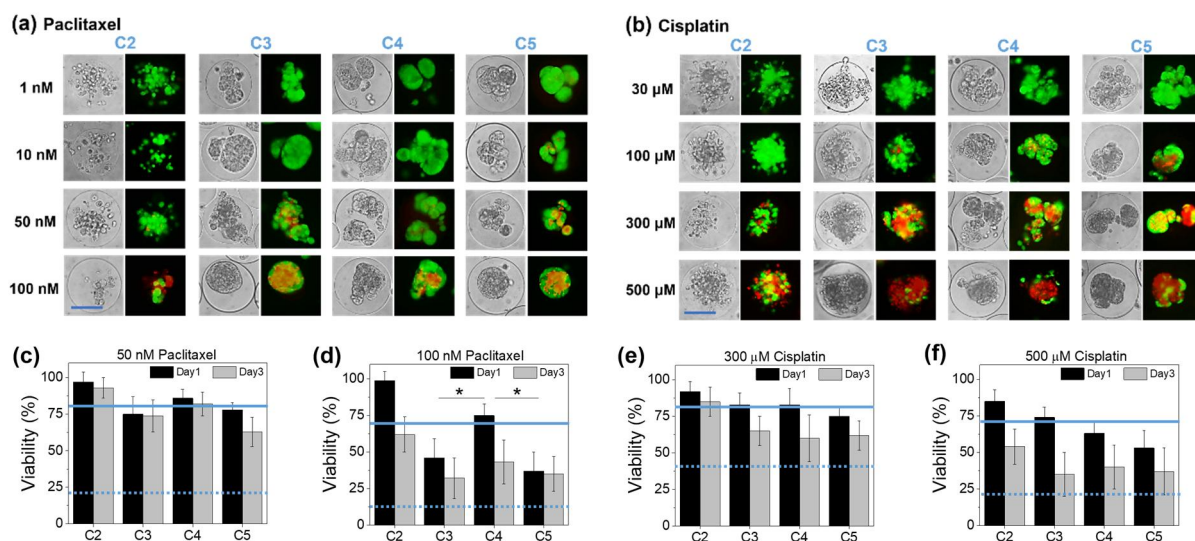 (a) Paclitaxel
C2 C3 C4 C5
1 nM
10 nM
50 nM
100 nM
(b) Cisplatin
C2 C3 C4 C5
30 µM
100 µM
300 µM
500 µM
(c) 50 nM Paclitaxel
Day1 Day3
Viability (%)
100
75
50
25
0
C2 C3 C4 C5
(d) 100 nM Paclitaxel
Day1 Day3
* *
Viability (%)
100
75
50
25
0
C2 C3 C4 C5
(e) 300 µM Cisplatin
Day1 Day3
Viability (%)
100
75
50
25
0
C2 C3 C4 C5
(f) 500 µM Cisplatin
Day1 Day3
Viability (%)
100
75
50
25
0
C2 C3 C4 C5